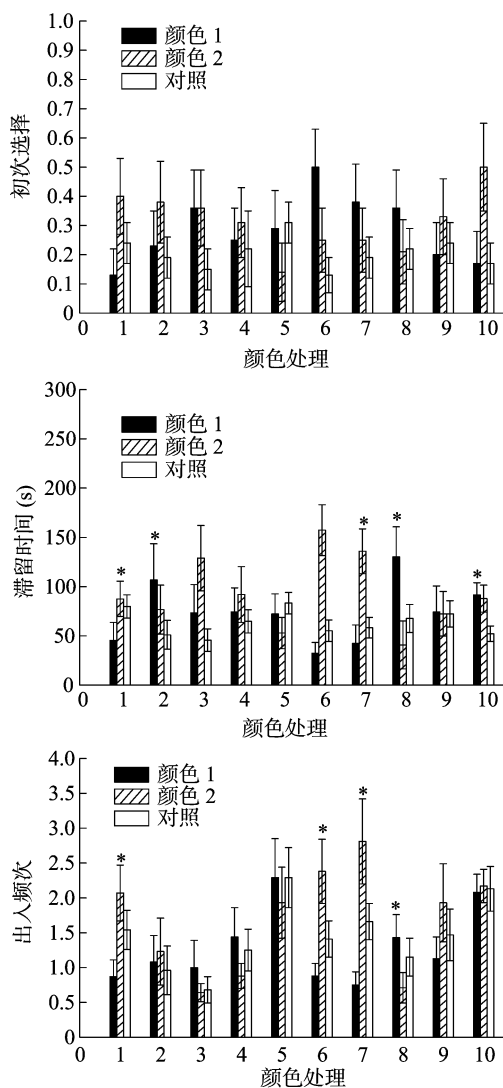 1.0
0.9
0.8
0.7
0.6
0.5
0.4
0.3
0.2
0.1
0
颜色 1
颜色 2
对照
初次选择
1 2 3 4 5 6 7 8 9 10
颜色处理
300
250
200
150
100
50
0
颜色 1
颜色 2
对照
滞留时间 (s)
* * * * *
0 1 2 3 4 5 6 7 8 9 10
颜色处理
4.0
3.5
3.0
2.5
2.0
1.5
1.0
0.5
0
颜色 1
颜色 2
对照
出入频次
* * * *
0 1 2 3 4 5 6 7 8 9 10
颜色处理